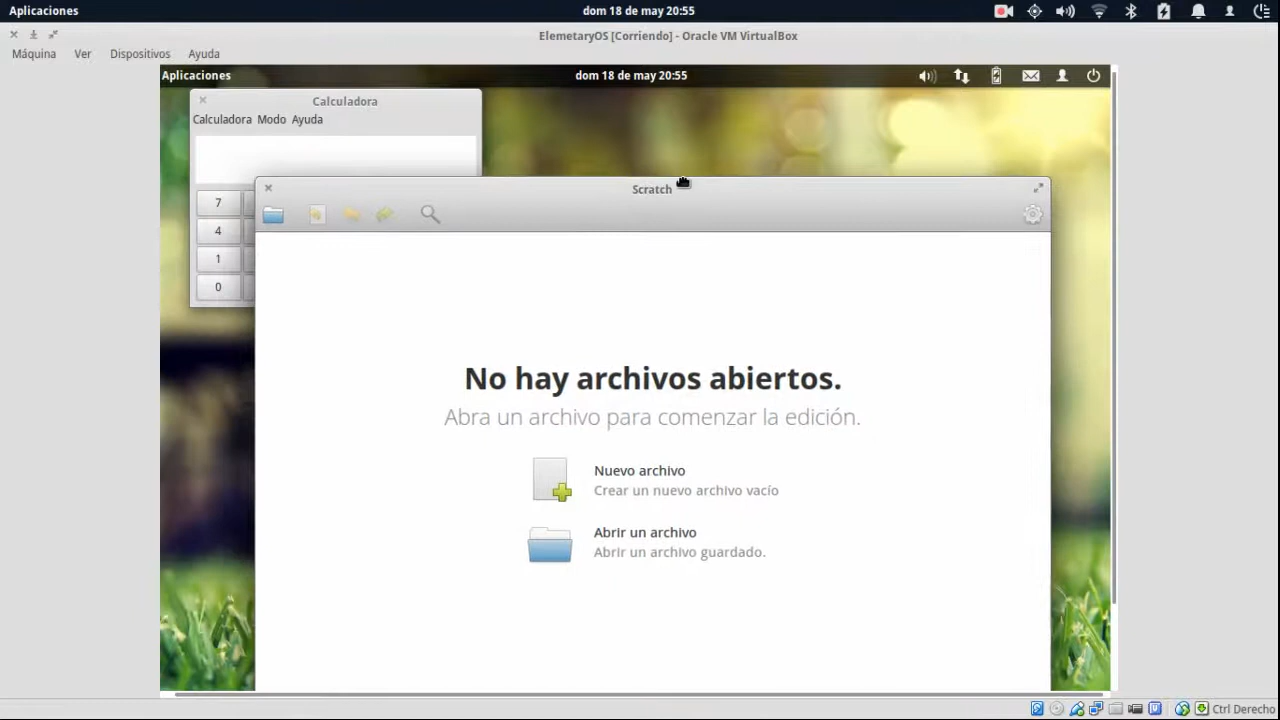 Aplicaciones
dom 18 de may 20:55
ElemetaryOS [Corriendo] - Oracle VM VirtualBox
Máquina Ver Dispositivos Ayuda
Aplicaciones
dom 18 de may 20:55
Calculadora
Calculadora Modo Ayuda
Scratch
7
4
1
0
No hay archivos abiertos.
Abra un archivo para comenzar la edición.
Nuevo archivo
Crear un nuevo archivo vacío
Abrir un archivo
Abrir un archivo guardado.
Ctrl Derecho